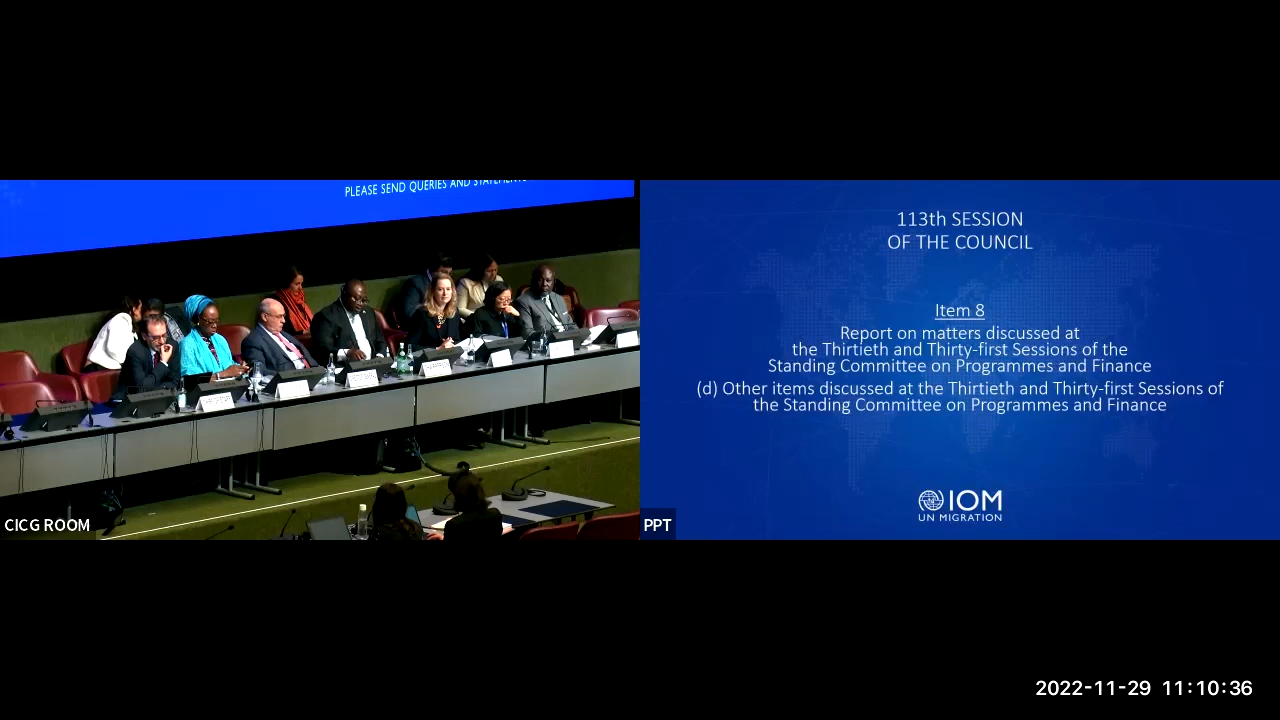 PLEASE SEND QUERIES AND STATEMENTS
CICG ROOM
113th SESSION
OF THE COUNCIL
Item 8
Report on matters discussed at
the Thirtieth and Thirty-first Sessions of the
Standing Committee on Programmes and Finance
(d) Other items discussed at the Thirtieth and Thirty-first Sessions of
the Standing Committee on Programmes and Finance
IOM
UN MIGRATION
PPT
2022-11-29 11:10:36